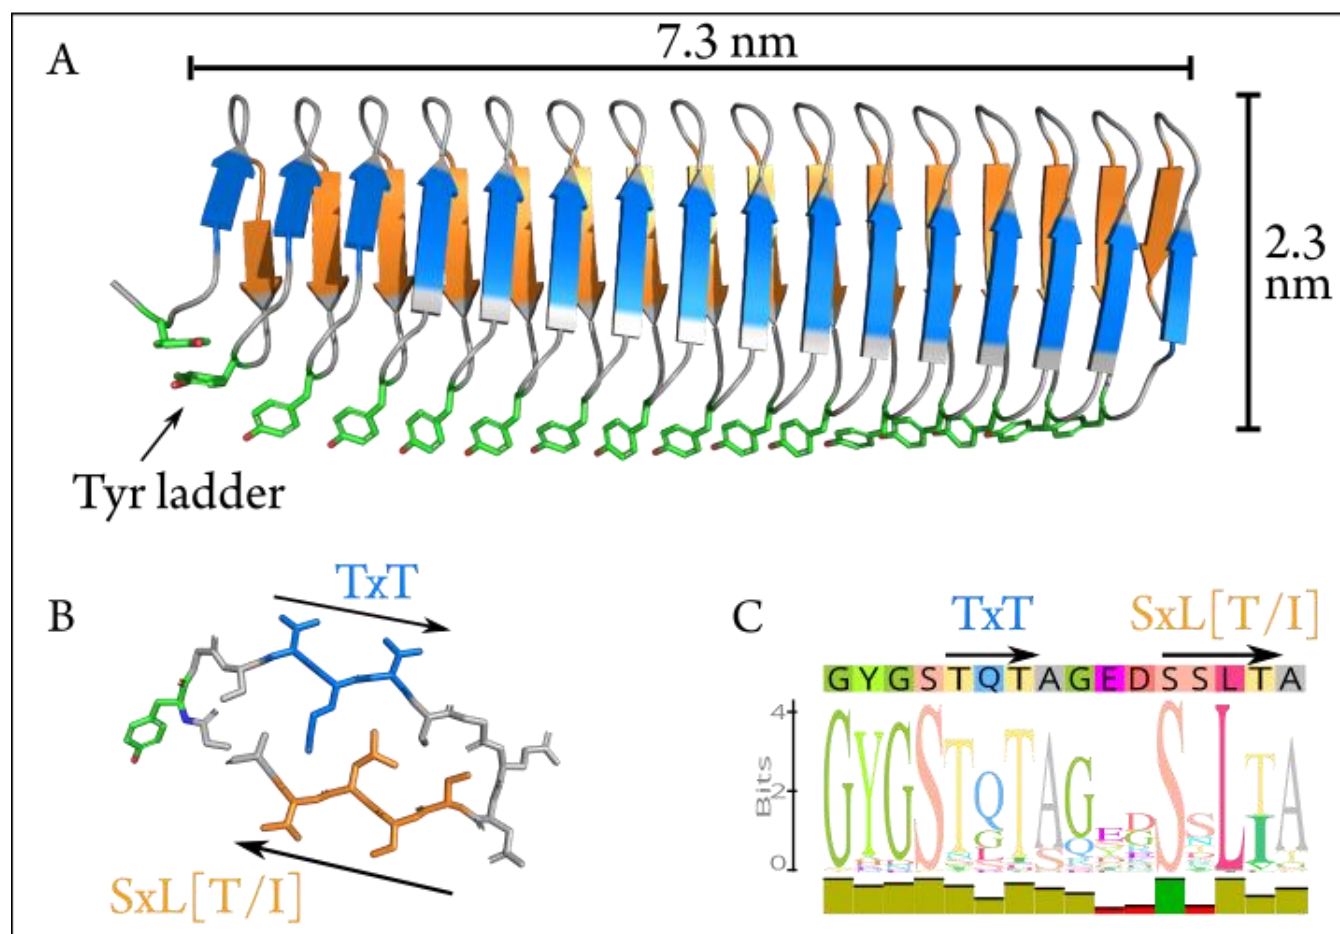 A
7.3 nm
2.3
nm
Tyr ladder
B
TxT
SxL[T/I]
C
TxT
SxL[T/I]
GYGSTQTAGEDSSLTA
Bits
4
2
0